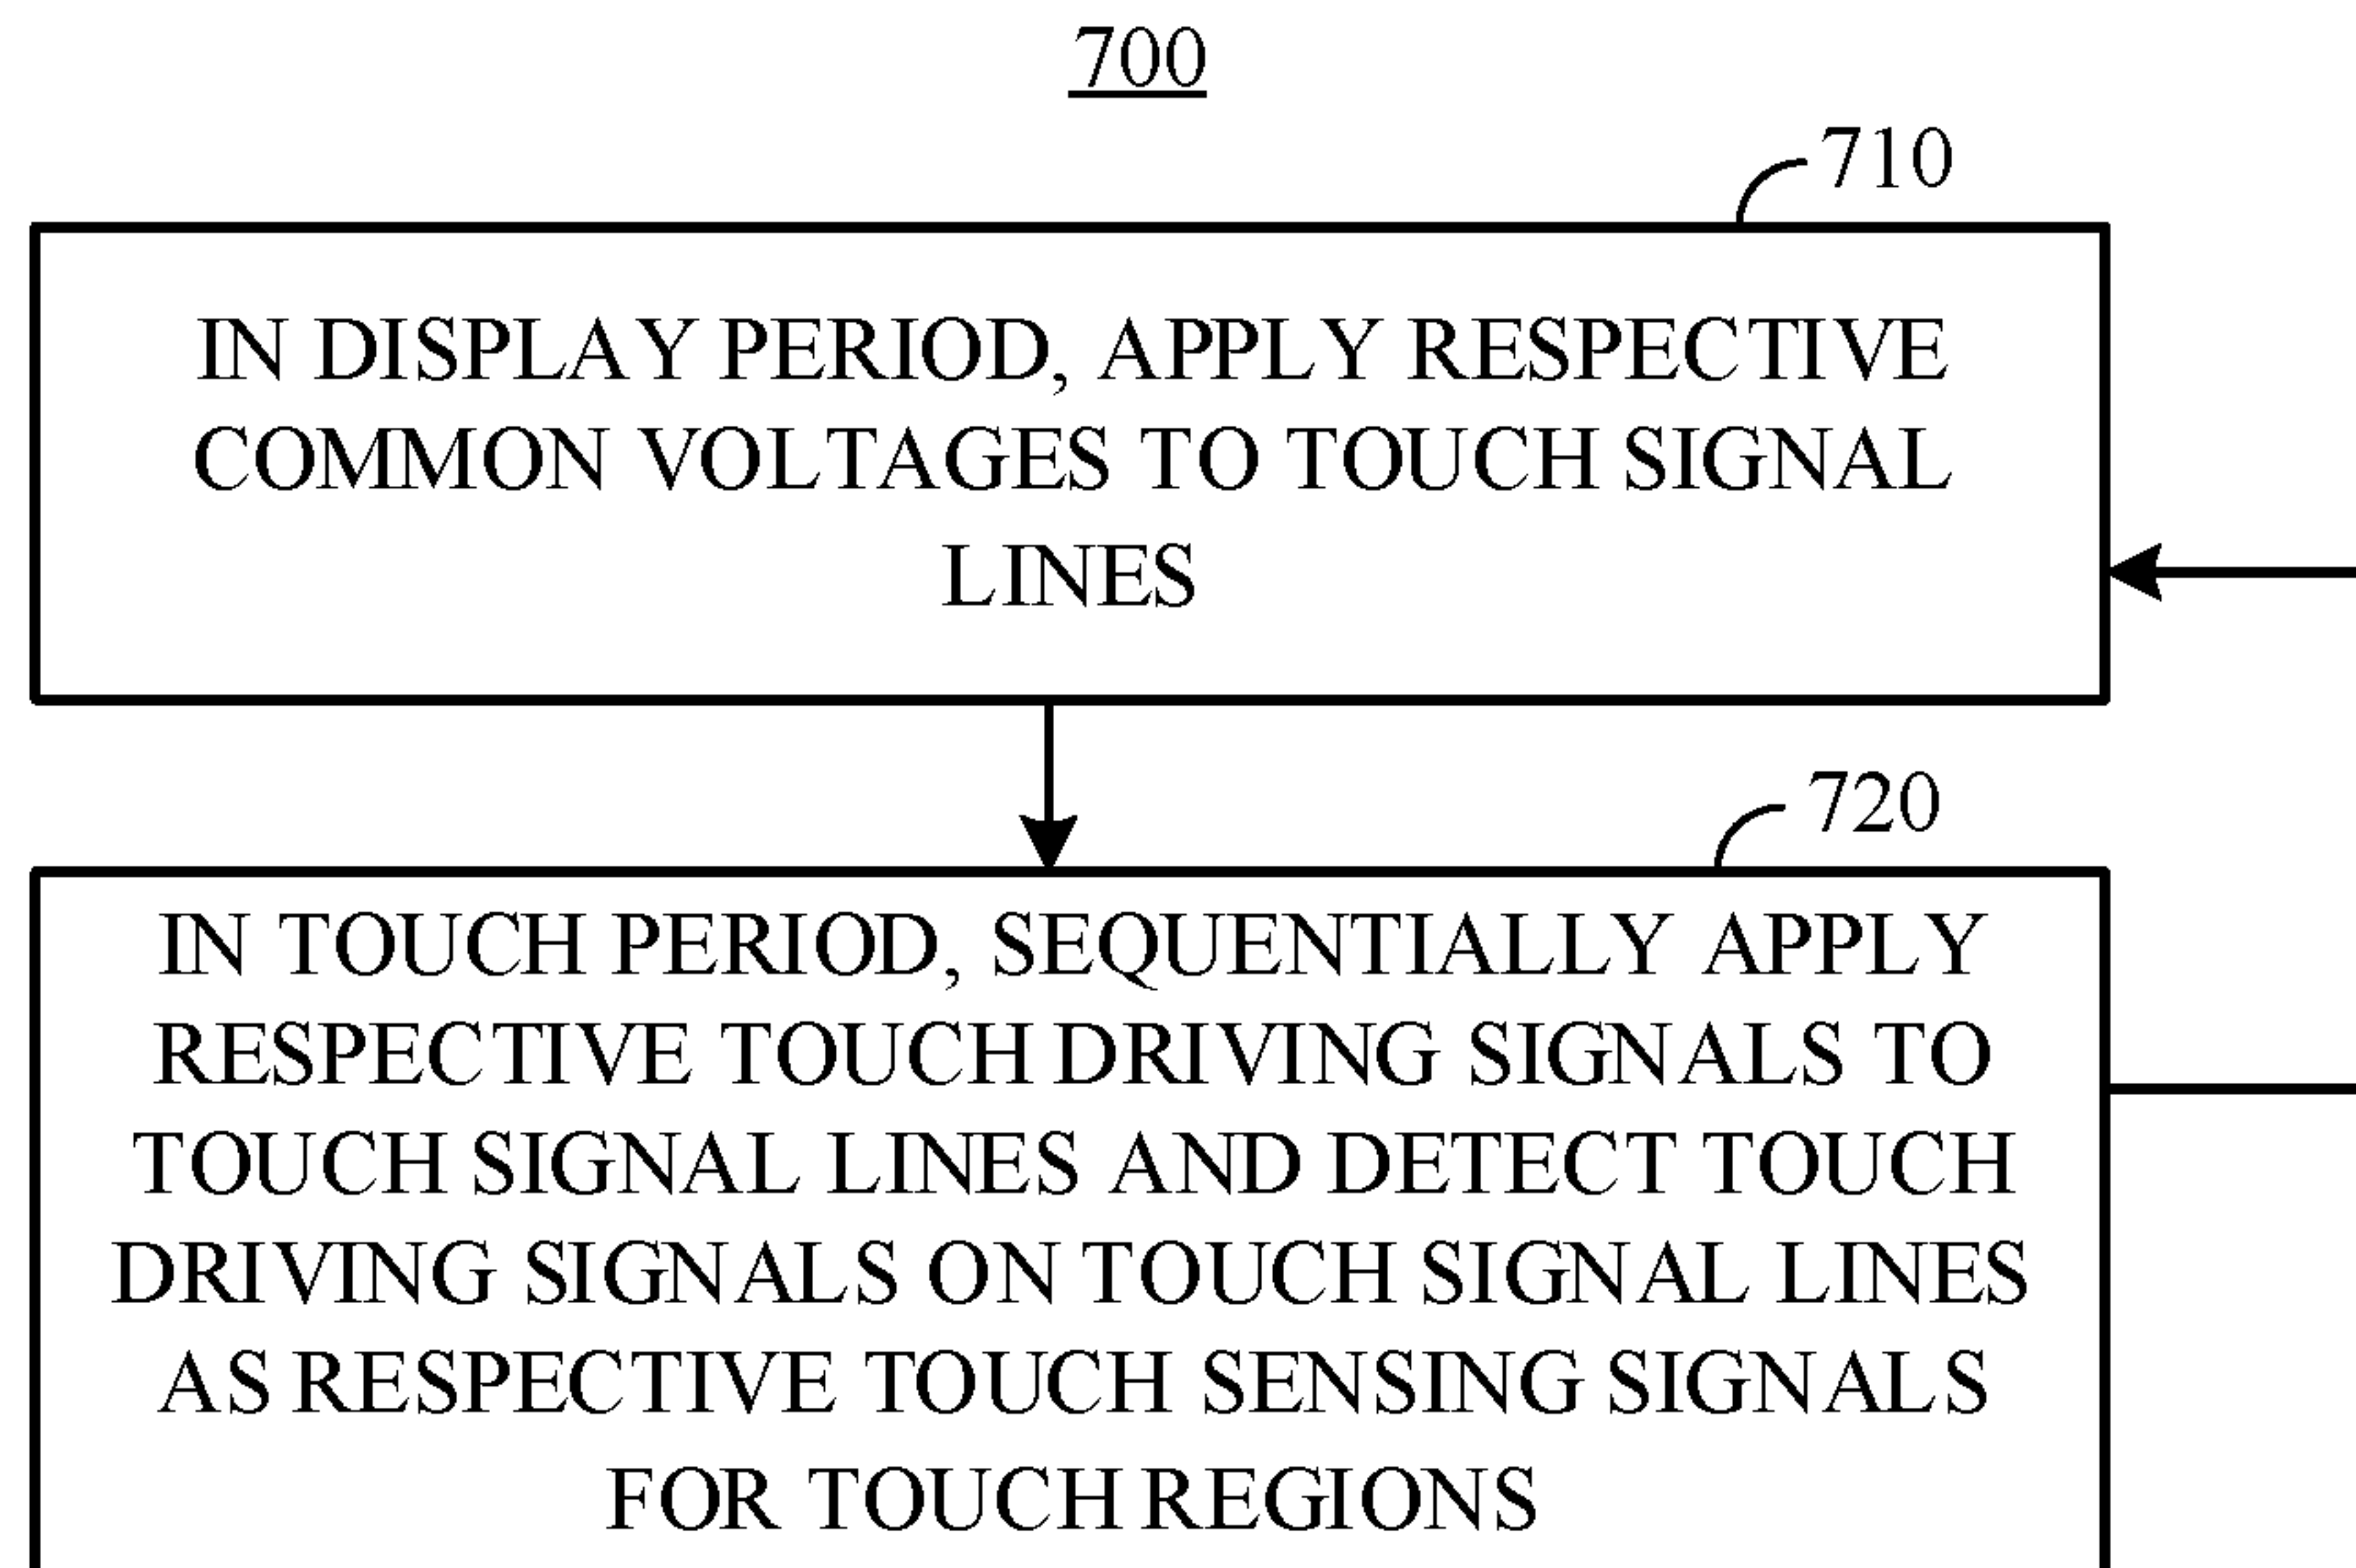 700
710
IN DISPLAY PERIOD, APPLY RESPECTIVE
COMMON VOLTAGES TO TOUCH SIGNAL
LINES
720
IN TOUCH PERIOD, SEQUENTIALLY APPLY
RESPECTIVE TOUCH DRIVING SIGNALS TO
TOUCH SIGNAL LINES AND DETECT TOUCH
DRIVING SIGNALS ON TOUCH SIGNAL LINES
AS RESPECTIVE TOUCH SENSING SIGNALS
FOR TOUCH REGIONS